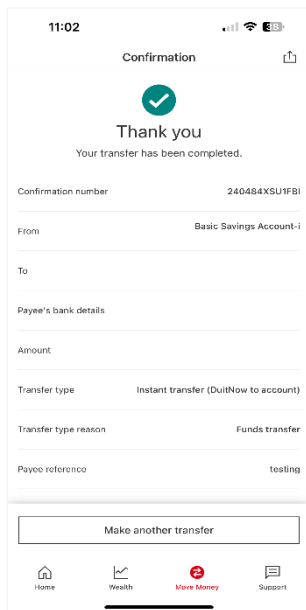 11:02
38
Confirmation
Thank you
Your transfer has been completed.
Confirmation number 240484XSU1FBI
From Basic Savings Account-i
To
Payee's bank details
Amount
Transfer type Instant transfer (DuitNow to account)
Transfer type reason Funds transfer
Payee reference testing
Make another transfer
Home Wealth Move Money Support